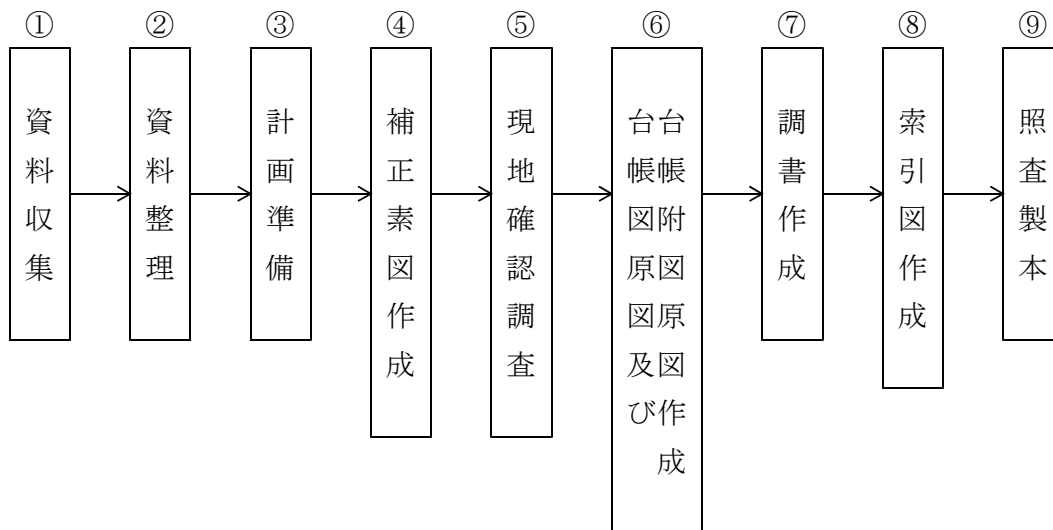 ①
資料収集
②
資料整理
③
計画準備
④
補正素図作成
⑤
現地確認調査
⑥
台帳図原図及び
台帳附図原図作成
⑦
調書作成
⑧
索引図作成
⑨
照査製本